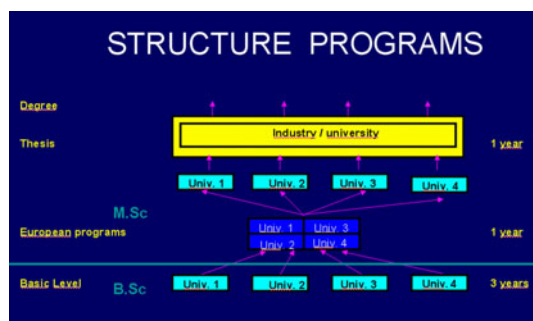 STRUCTURE PROGRAMS
Degree
Industry / university
Thesis
1 year
Univ. 1 Univ. 2 Univ. 3 Univ. 4
M.Sc
Univ. 1 Univ. 3
European programs
1 year
Univ. 2 Univ. 4
Basic Level
B.Sc
Univ. 1 Univ. 2 Univ. 3 Univ. 4
3 years